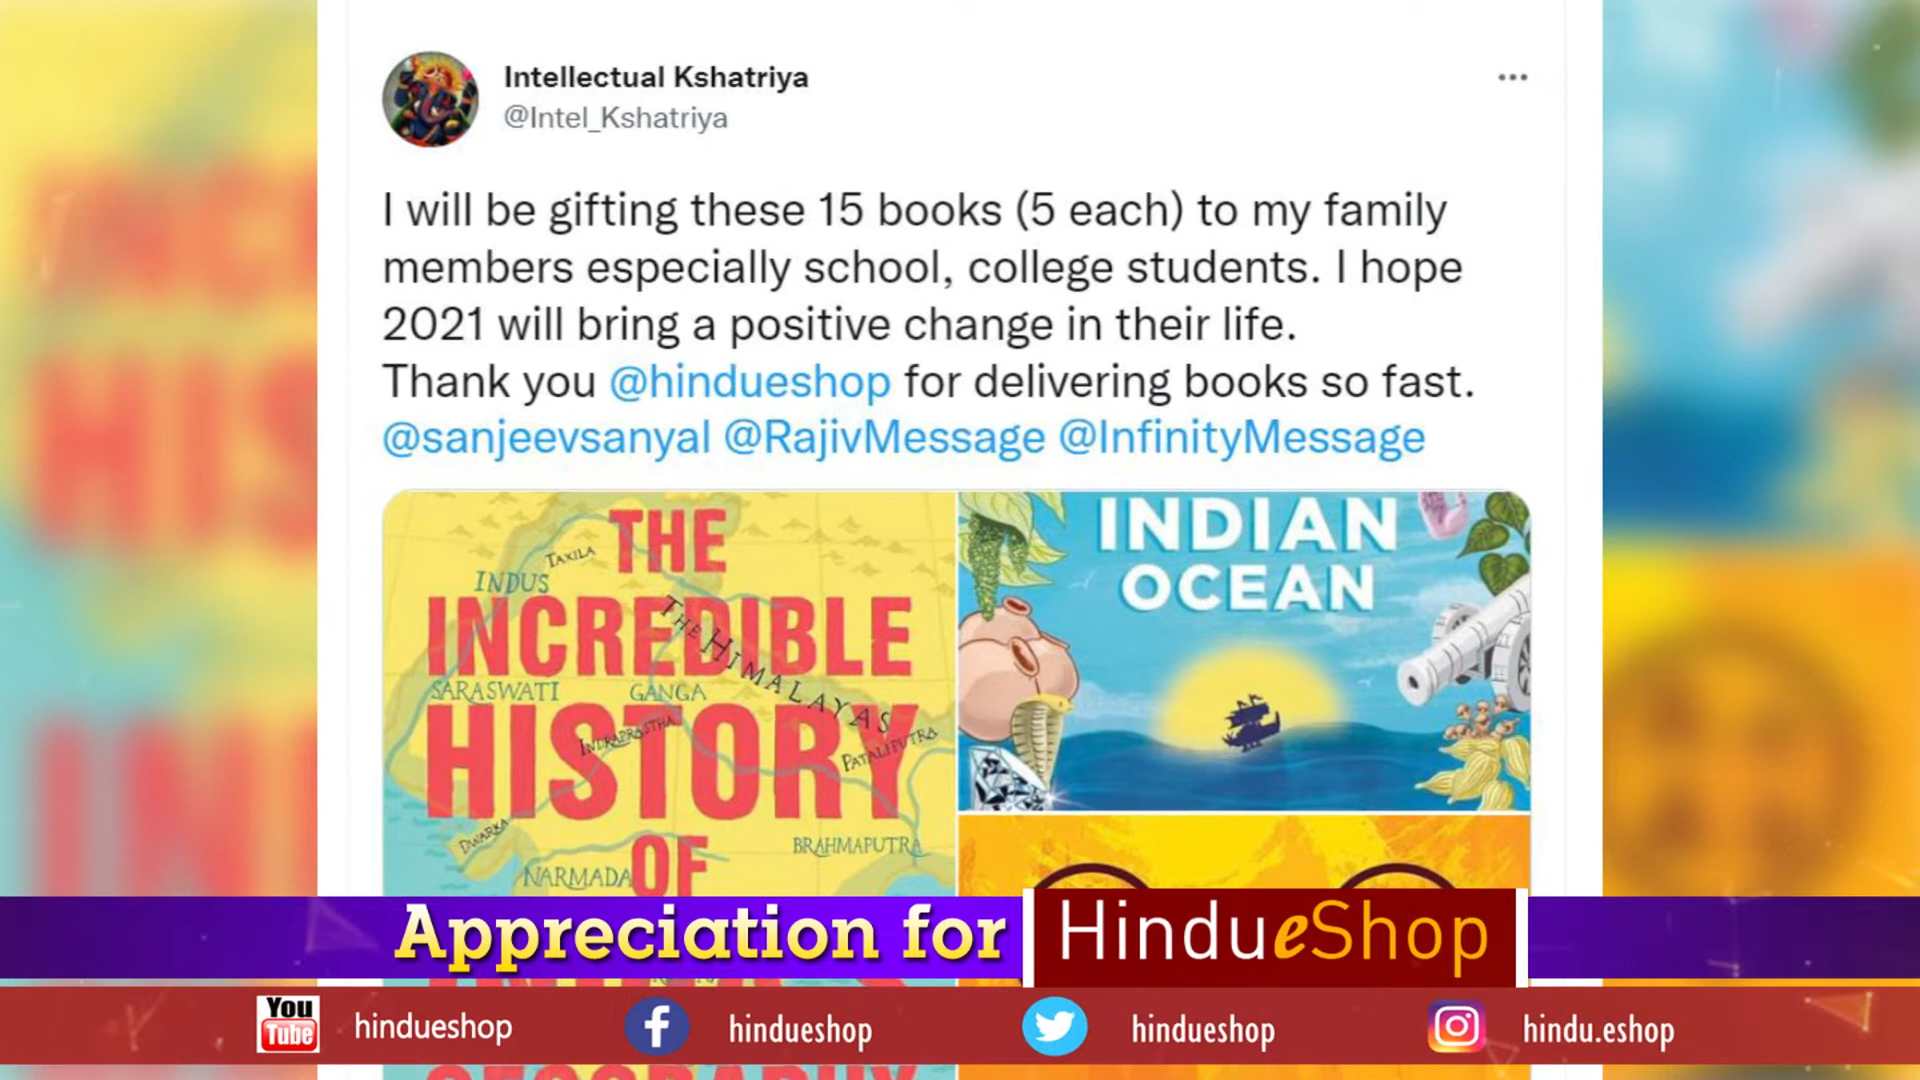 Intellectual Kshatriya
@Intel_Kshatriya
I will be gifting these 15 books (5 each) to my family
members especially school, college students. I hope
2021 will bring a positive change in their life.
Thank you @hindueshop for delivering books so fast.
@sanjeevsanyal @RajivMessage @InfinityMessage
THE
TAXILA
INDUS
INCREDIBLE
THE HIMALAYAS
SARASWATI
GANGA
HISTORY
INDRAPRASTHA
PATALIPUTRA
DWARKA
OF
BRAHMAPUTRA
NARMADA
INDIAN
OCEAN
Appreciation for HindueShop
You
Tube
hindueshop
hindueshop
hindueshop
hindu.eshop